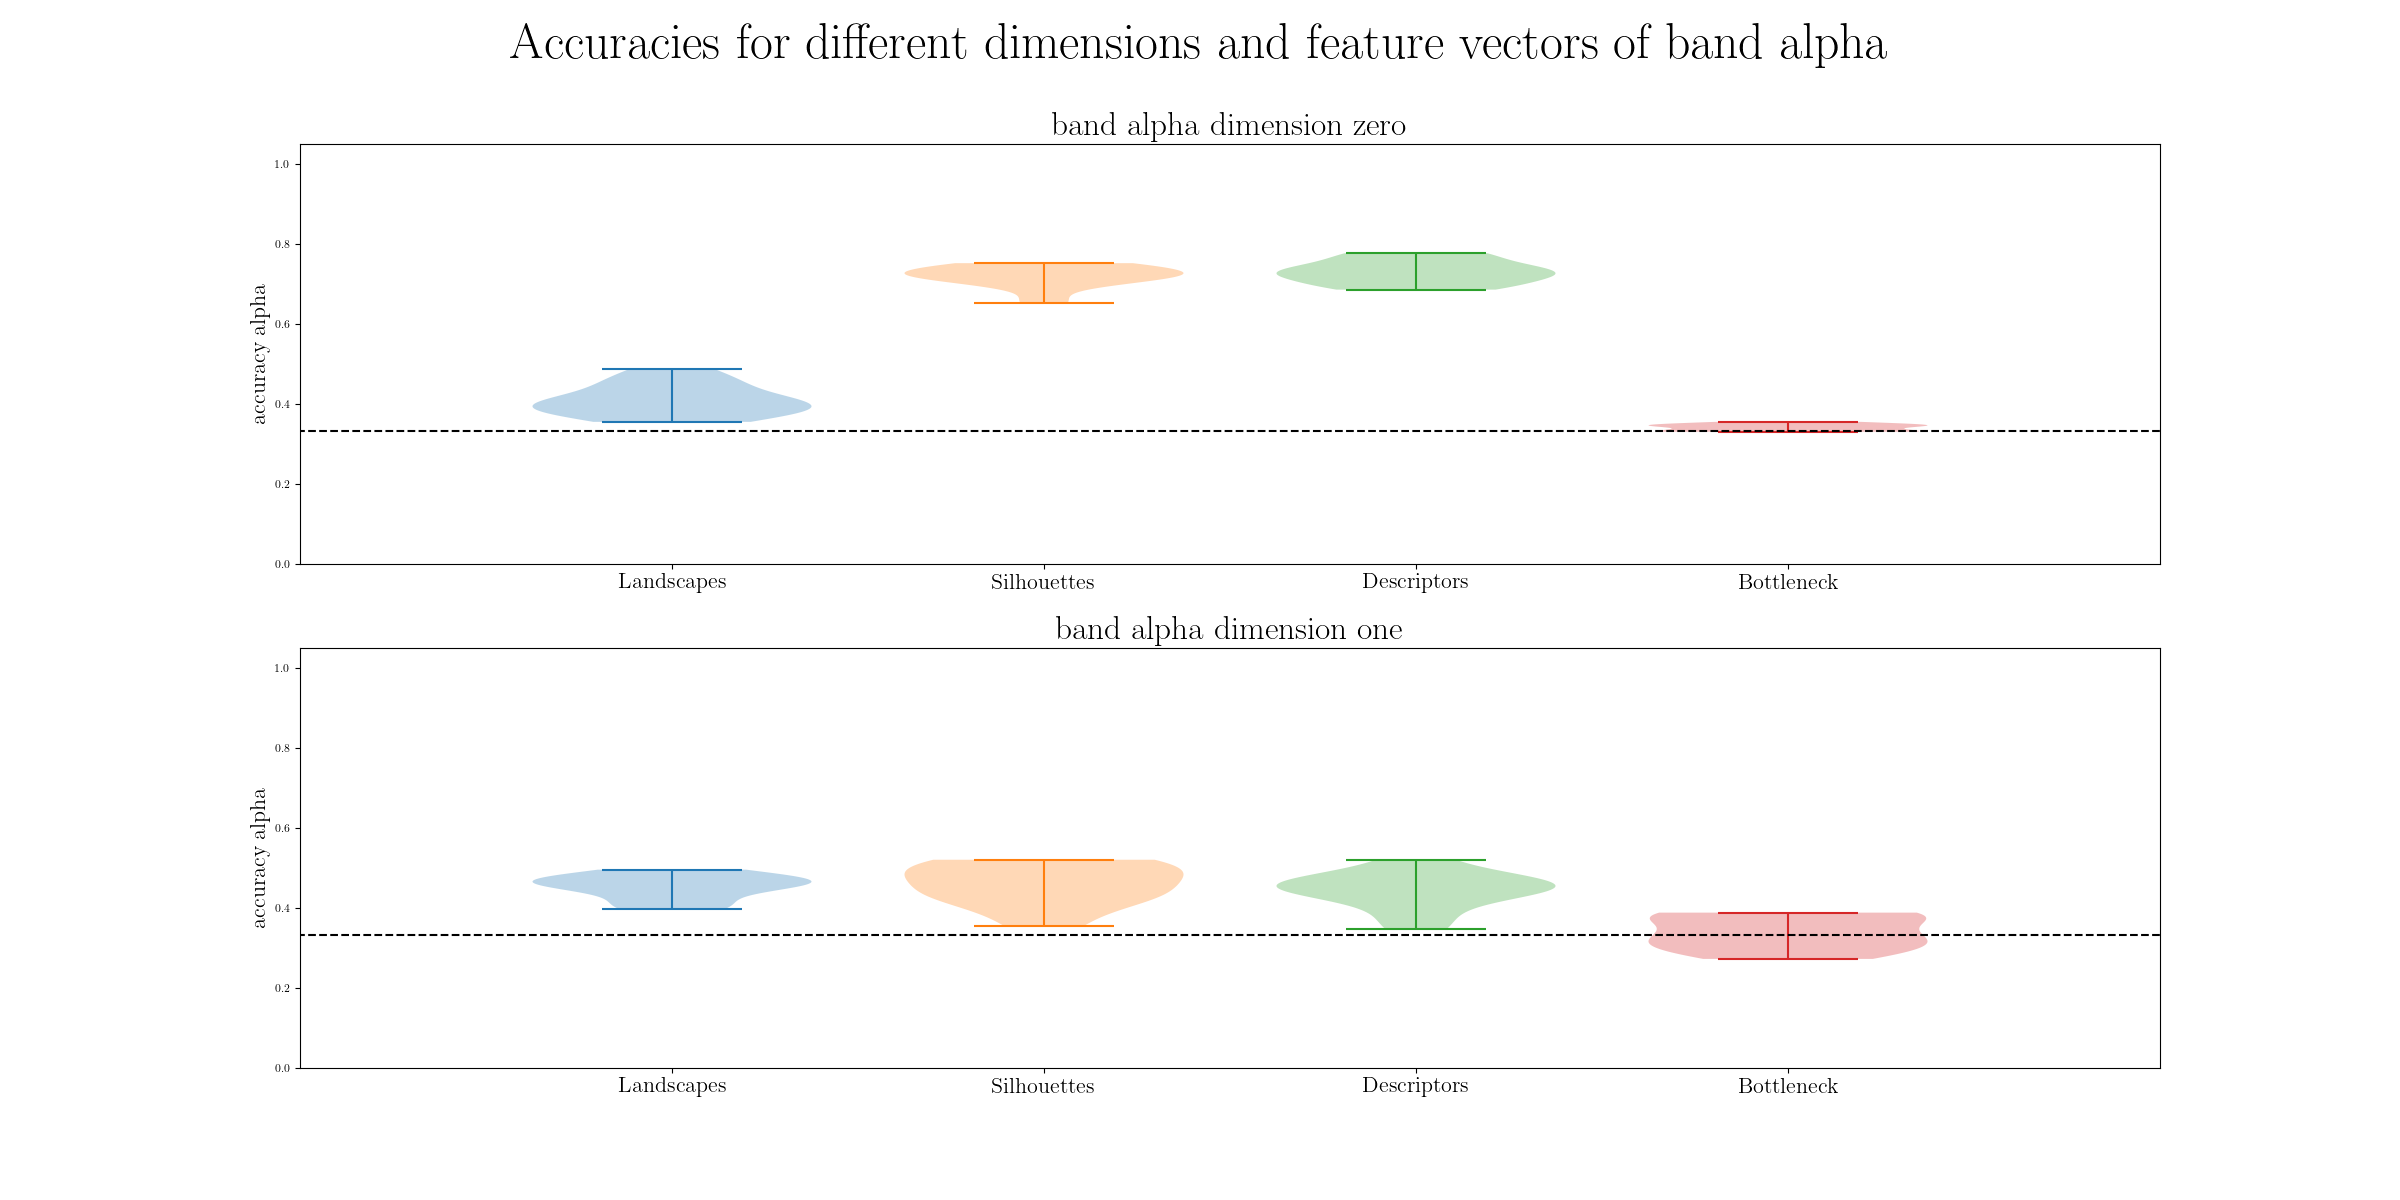 Accuracies for different dimensions and feature vectors of band alpha
band alpha dimension zero
accuracy alpha
1.0
0.8
0.6
0.4
0.2
0.0
Landscapes Silhouettes Descriptors Bottleneck
band alpha dimension one
accuracy alpha
1.0
0.8
0.6
0.4
0.2
0.0
Landscapes Silhouettes Descriptors Bottleneck